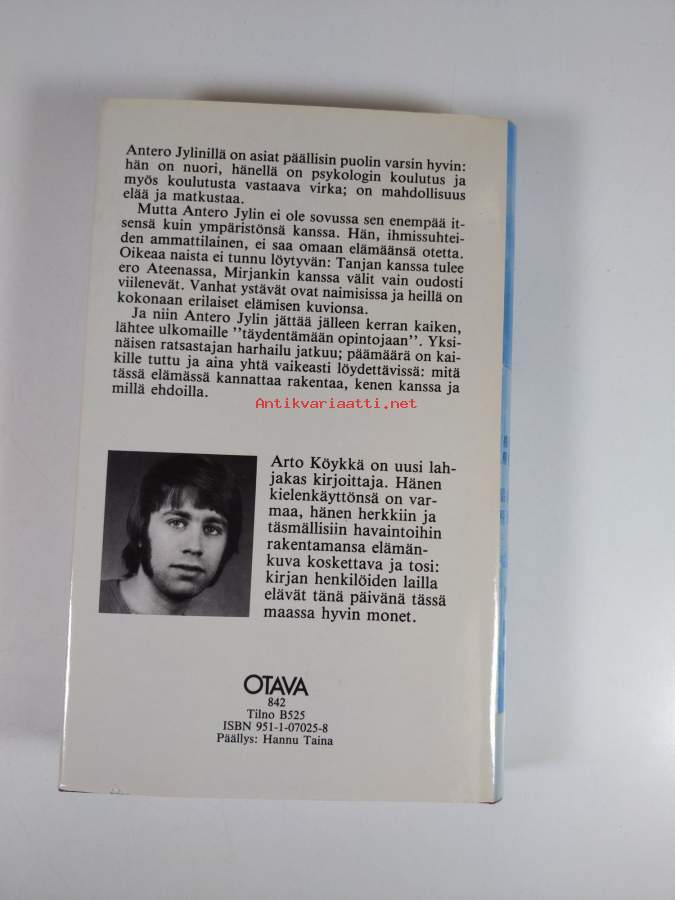 Antero Jylinillä on asiat päällisin puolin varsin hyvin:
hän on nuori, hänellä on psykologin koulutus ja
myös koulutusta vastaava virka; on mahdollisuus
elää ja matkustaa.
Mutta Antero Jylin ei ole sovussa sen enempää it-
sensä kuin ympäristönsä kanssa. Hän, ihmissuhtei-
den ammattilainen, ei saa omaan elämäänsä otetta.
Oikeaa naista ei tunnu löytyvän: Tanjan kanssa tulee
ero Ateenassa, Mirjankin kanssa välit vain oudosti
viilenevät. Vanhat ystävät ovat naimisissa ja heillä on
kokonaan erilaiset elämisen kuvionsa.
Ja niin Antero Jylin jättää jälleen kerran kaiken,
lähtee ulkomaille "täydentämään opintojaan". Yksi-
näisen ratsastajan harhailu jatkuu; päämäärä on kai-
kille tuttu ja aina yhtä vaikeasti löydettävissä: mitä
tässä elämässä kannattaa rakentaa, kenen kanssa ja
millä ehdoilla.
Antikvariaatti.net
Arto Köykkä on uusi lah-
jakas kirjoittaja. Hänen
kielenkäyttönsä on var-
maa, hänen herkkiin ja
täsmällisiin havaintoihin
rakentamansa elämän-
kuva koskettava ja tosi:
kirjan henkilöiden lailla
elävät tänä päivänä tässä
maassa hyvin monet.
OTAVA
842
Tilno B525
ISBN 951-1-07025-8
Päällys: Hannu Taina